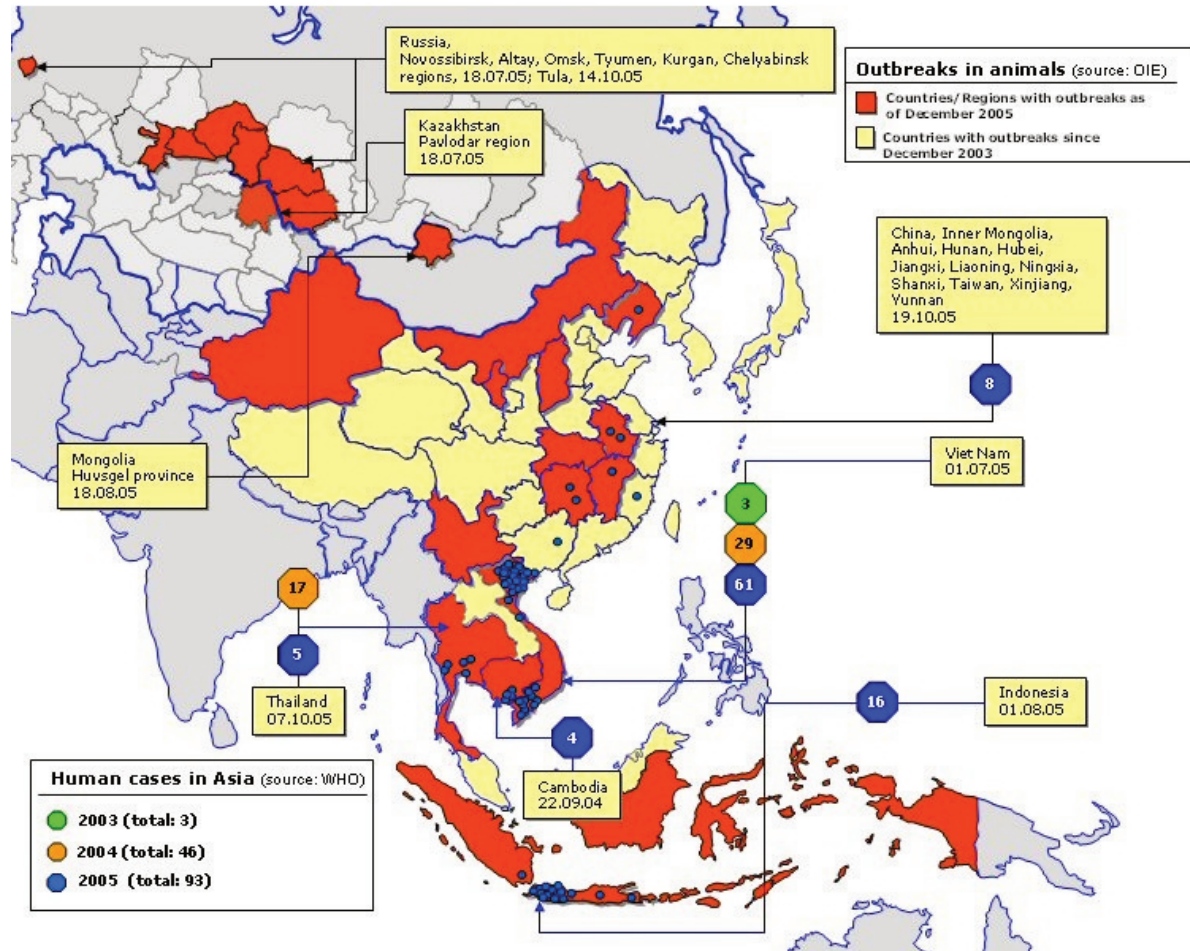 Russia,
Novossibirsk, Altay, Omsk, Tyumen, Kurgan, Chelyabinsk
regions, 18.07.05; Tula, 14.10.05
Outbreaks in animals (source: OIE)
Countries/Regions with outbreaks as
of December 2005
Countries with outbreaks since
December 2003
Kazakhstan
Pavlodar region
18.07.05
China, Inner Mongolia,
Anhui, Hunan, Hubei,
Jiangxi, Liaoning, Ningxia,
Shanxi, Taiwan, Xinjiang,
Yunnan
19.10.05
8
Mongolia
Huvsgel province
18.08.05
Viet Nam
01.07.05
3
29
61
17
5
Thailand
07.10.05
16
Indonesia
01.08.05
4
Cambodia
22.09.04
Human cases in Asia (source: WHO)
2003 (total: 3)
2004 (total: 46)
2005 (total: 93)